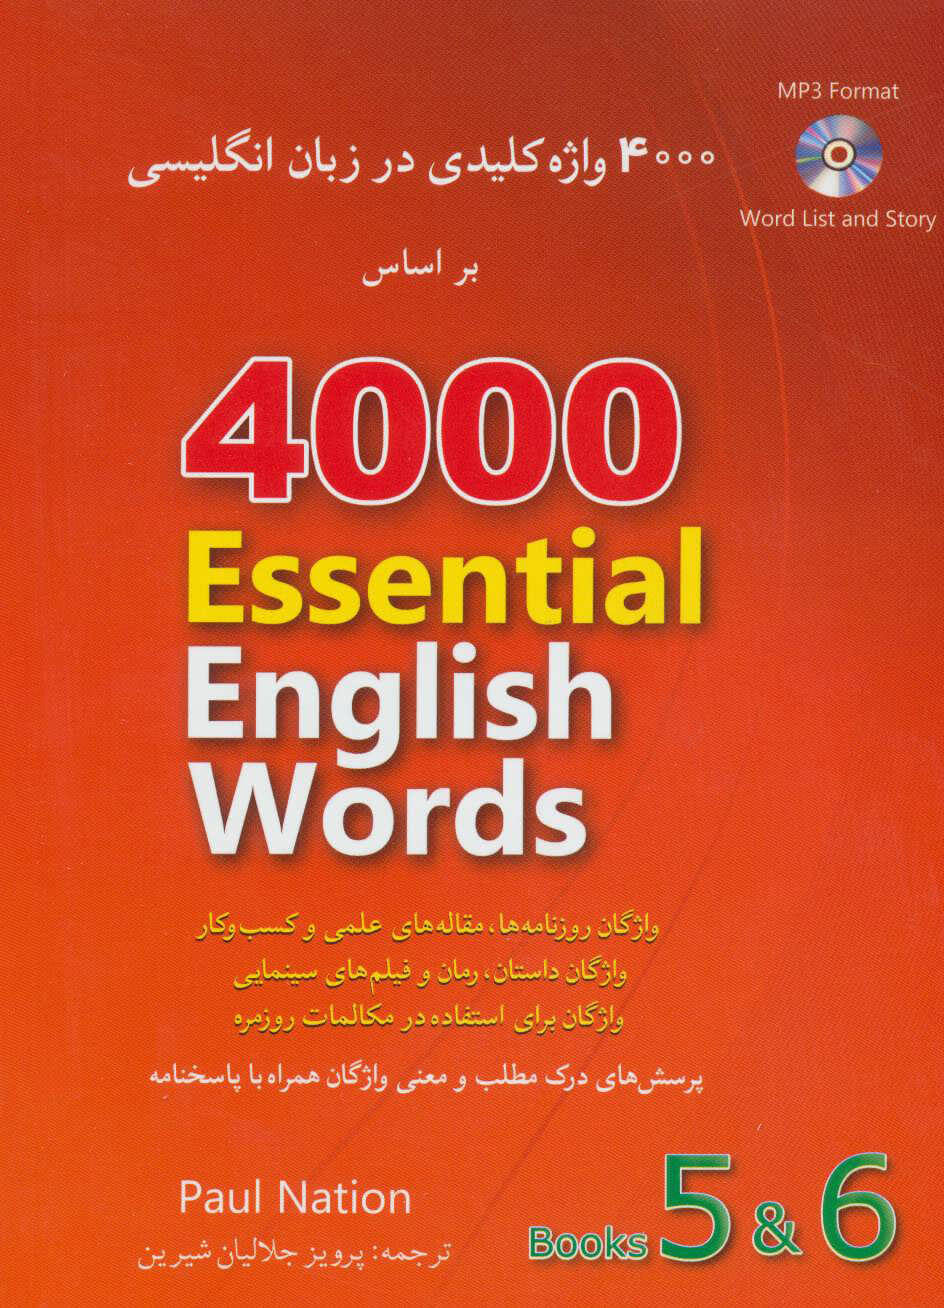 MP3 Format
Word List and Story
۴۰۰۰ واژه کلیدی در زبان انگلیسی
بر اساس
4000
Essential
English
Words
واژگان روزنامه‌ها، مقاله‌های علمی و کسب‌وکار
واژگان داستان، رمان و فیلم‌های سینمایی
واژگان برای استفاده در مکالمات روزمره
پرسش‌های درک مطلب و معنی واژگان همراه با پاسخنامه
Paul Nation
ترجمه: پرویز جلالیان شیرین
Books 5 & 6